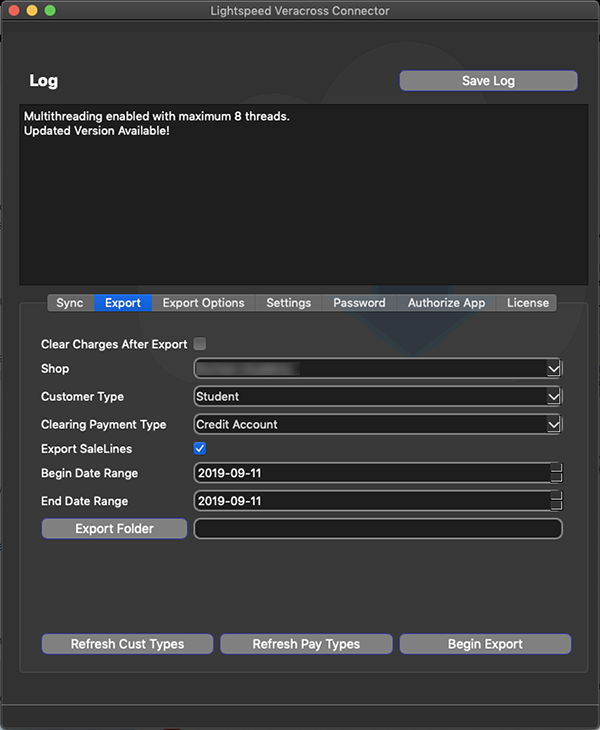 Lightspeed Veracross Connector
Log
Save Log
Multithreading enabled with maximum 8 threads.
Updated Version Available!
Sync Export Export Options Settings Password Authorize App License
Clear Charges After Export
Shop
Customer Type Student
Clearing Payment Type Credit Account
Export SaleLines
Begin Date Range 2019-09-11
End Date Range 2019-09-11
Export Folder
Refresh Cust Types Refresh Pay Types Begin Export